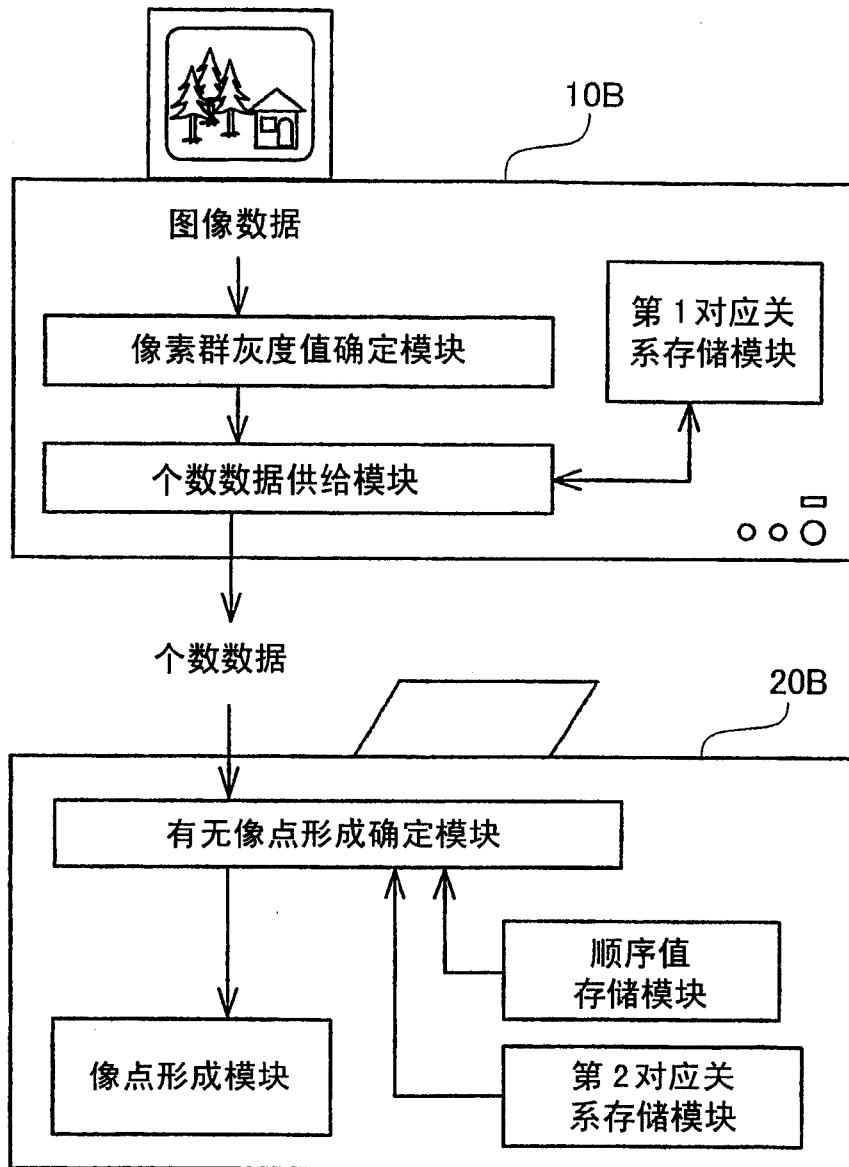 10B
图像数据
第1对应关
系存储模块
像素群灰度值确定模块
个数数据供给模块
个数数据
20B
有无像点形成确定模块
顺序值
存储模块
像点形成模块
第2对应关
系存储模块